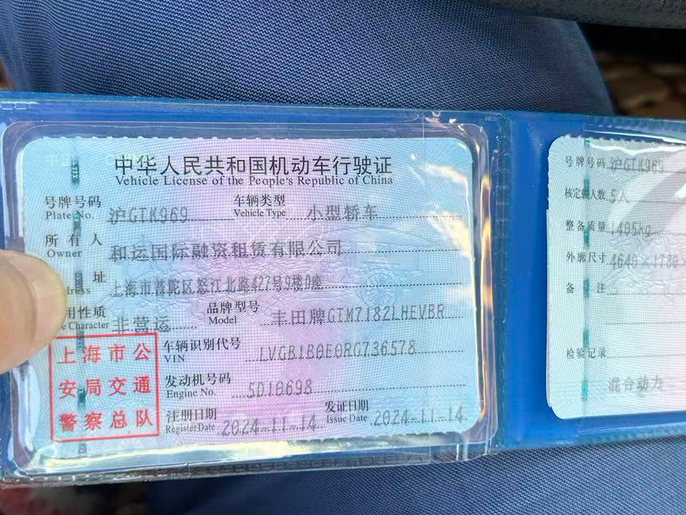 中华人民共和国机动车行驶证
Vehicle License of the People's Republic of China
号牌号码 沪GTK969 车辆类型 小型轿车
Plate No. Vehicle Type
所有人 和运国际融资租赁有限公司
Owner
址 上海市普陀区怒江北路427号9楼D座
用性质 非营运 品牌型号 丰田牌GTM7182LHEVBR
Character Model
车辆识别代号 LVGB1B0E0RG736578
VIN
发动机号码 5010698
Engine No.
注册日期 2024-11-14 发证日期 2024-11-14
Register Date Issue Date
上海市公
安局交通
警察总队
号牌号码 沪GTK969
核定载人数 5人
整备质量 1485kg
外廓尺寸 4640×1780×
备注
检验记录
混合动力